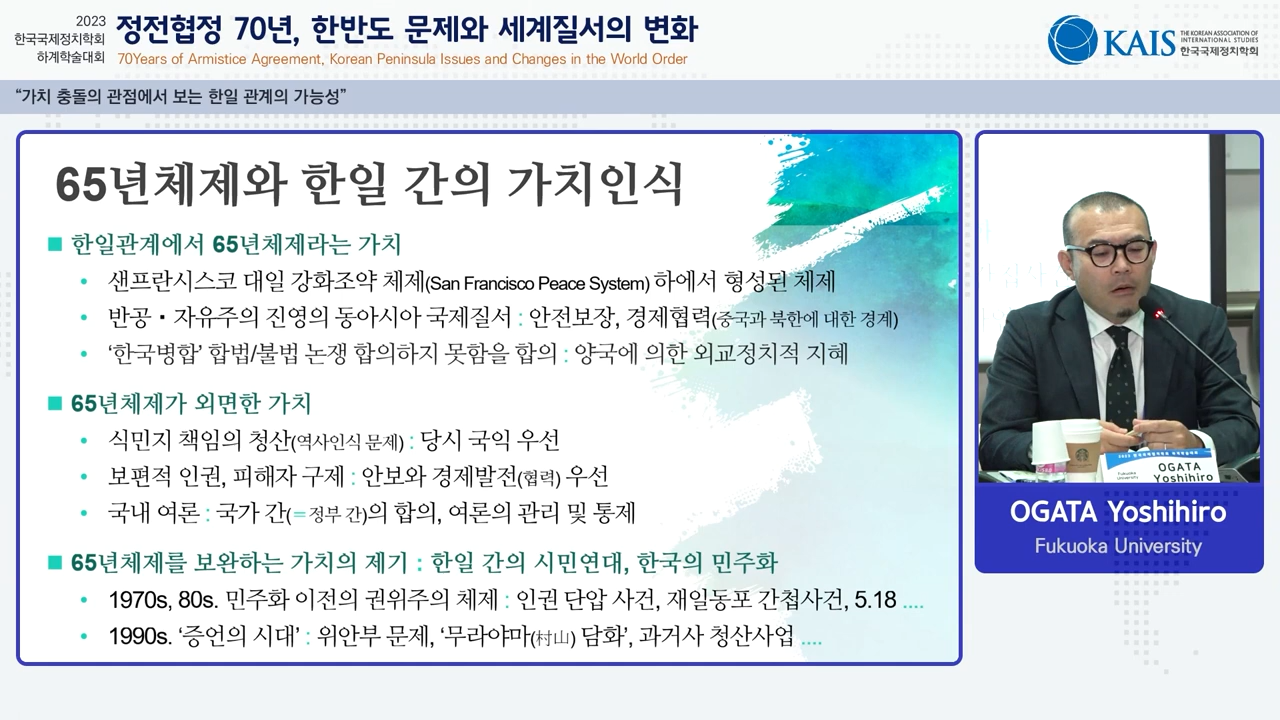 2023
한국국제정치학회
하계학술대회
정전협정 70년, 한반도 문제와 세계질서의 변화
70Years of Armistice Agreement, Korean Peninsula Issues and Changes in the World Order
KAIS
THE KOREAN ASSOCIATION OF
INTERNATIONAL STUDIES
한국국제정치학회
“가치 충돌의 관점에서 보는 한일 관계의 가능성”
65년체제와 한일 간의 가치인식
■ 한일관계에서 65년체제라는 가치
• 샌프란시스코 대일 강화조약 체제(San Francisco Peace System) 하에서 형성된 체제
• 반공・자유주의 진영의 동아시아 국제질서 : 안전보장, 경제협력(중국과 북한에 대한 경계)
• ‘한국병합’ 합법/불법 논쟁 합의하지 못함을 합의 : 양국에 의한 외교정치적 지혜
■ 65년체제가 외면한 가치
• 식민지 책임의 청산(역사인식 문제) : 당시 국익 우선
• 보편적 인권, 피해자 구제 : 안보와 경제발전(협력) 우선
• 국내 여론 : 국가 간(=정부 간)의 합의, 여론의 관리 및 통제
■ 65년체제를 보완하는 가치의 제기 : 한일 간의 시민연대, 한국의 민주화
• 1970s, 80s. 민주화 이전의 권위주의 체제 : 인권 단압 사건, 재일동포 간첩사건, 5.18 ....
• 1990s. ‘증언의 시대’ : 위안부 문제, ‘무라야마(村山) 담화’, 과거사 청산사업 ....
Fukuoka
University
OGATA
Yoshihiro
OGATA Yoshihiro
Fukuoka University